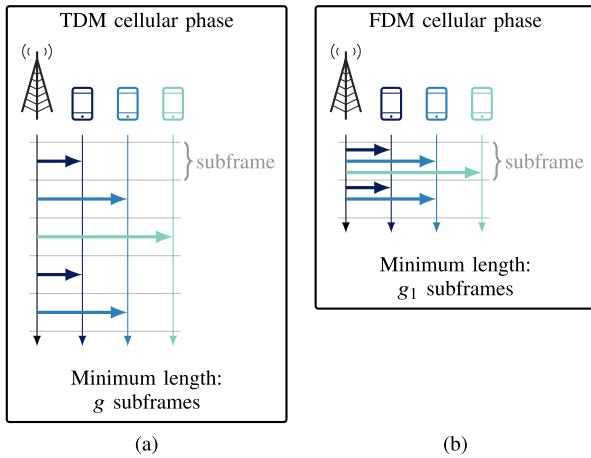 TDM cellular phase
subframe
Minimum length:
g subframes
(a)
FDM cellular phase
subframe
Minimum length:
g₁ subframes
(b)